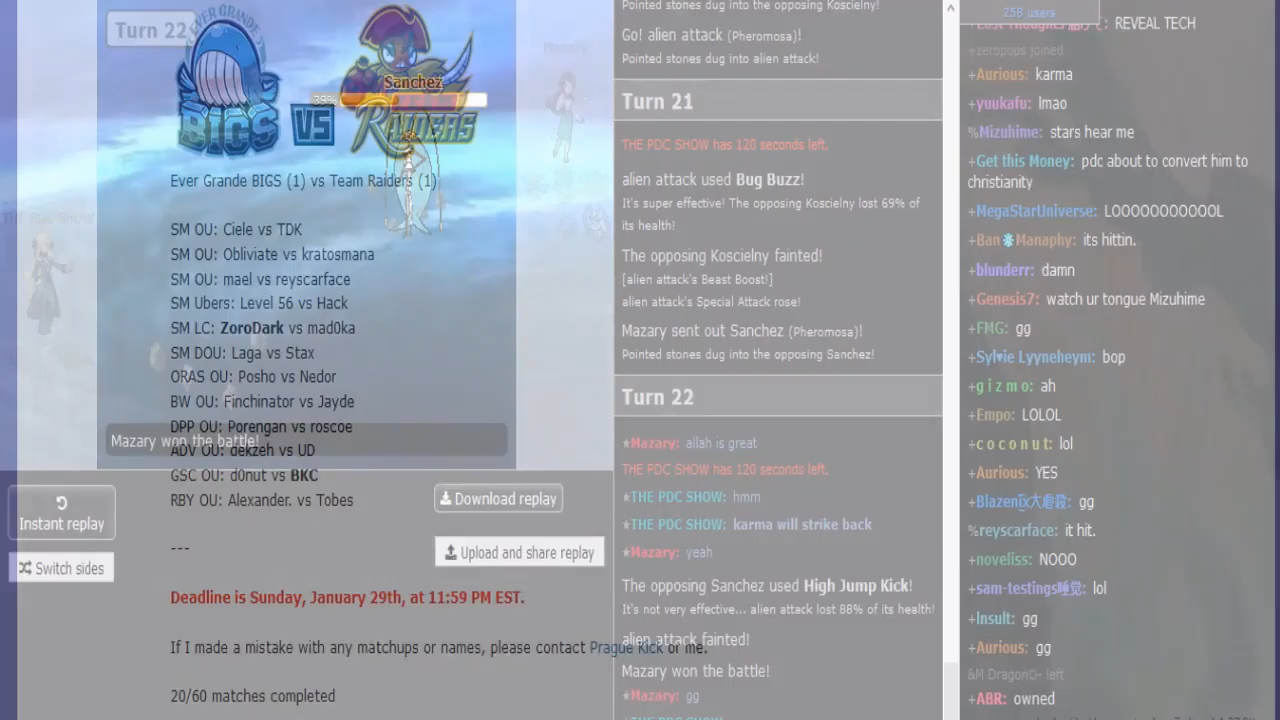 Turn 22
EVER GRANDE
BIGS
VS
RAIDERS
Sanchez
39%
Mazary
THE PDC SHOW
Ever Grande BIGS (1) vs Team Raiders (1)
SM OU: Ciele vs TDK
SM OU: Obliviate vs kratosmana
SM OU: mael vs reyscarface
SM Ubers: Level 56 vs Hack
SM LC: ZoroDark vs mad0ka
SM DOU: Laga vs Stax
ORAS OU: Posho vs Nedor
BW OU: Finchinator vs Jayde
DPP OU: Porengan vs roscoe
Mazary won the battle!
ADV OU: dekzeh vs UD
GSC OU: d0nut vs BKC
RBY OU: Alexander. vs Tobes
Instant replay
Download replay
---
Upload and share replay
Switch sides
Deadline is Sunday, January 29th, at 11:59 PM EST.
If I made a mistake with any matchups or names, please contact Prague Kick or me.
20/60 matches completed
Pointed stones dug into the opposing Koscielny!
Go! alien attack (Pheromosa)!
Pointed stones dug into alien attack!
Turn 21
THE PDC SHOW has 120 seconds left.
alien attack used Bug Buzz!
It's super effective! The opposing Koscielny lost 69% of
its health!
The opposing Koscielny fainted!
[alien attack's Beast Boost!]
alien attack's Special Attack rose!
Mazary sent out Sanchez (Pheromosa)!
Pointed stones dug into the opposing Sanchez!
Turn 22
★Mazary: allah is great
THE PDC SHOW has 120 seconds left.
★THE PDC SHOW: hmm
★THE PDC SHOW: karma will strike back
★Mazary: yeah
The opposing Sanchez used High Jump Kick!
It's not very effective... alien attack lost 88% of its health!
alien attack fainted!
Mazary won the battle!
★Mazary: gg
258 users
REVEAL TECH
+zeropops joined
+Aurious: karma
+yuukafu: lmao
%Mizuhime: stars hear me
+Get this Money: pdc about to convert him to
christianity
+MegaStarUniverse: LOOOOOOOOOOL
+Ban Manaphy: its hittin.
+blunderr: damn
+Genesis7: watch ur tongue Mizuhime
+FMG: gg
+Sylvie Lyyneheym: bop
+g i z m o: ah
+Empo: LOLOL
+c o c o n u t: lol
+Aurious: YES
gg
%reyscarface: it hit.
+noveliss: NOOO
lol
+Insult: gg
+Aurious: gg
&M Dragon left
+ABR: owned